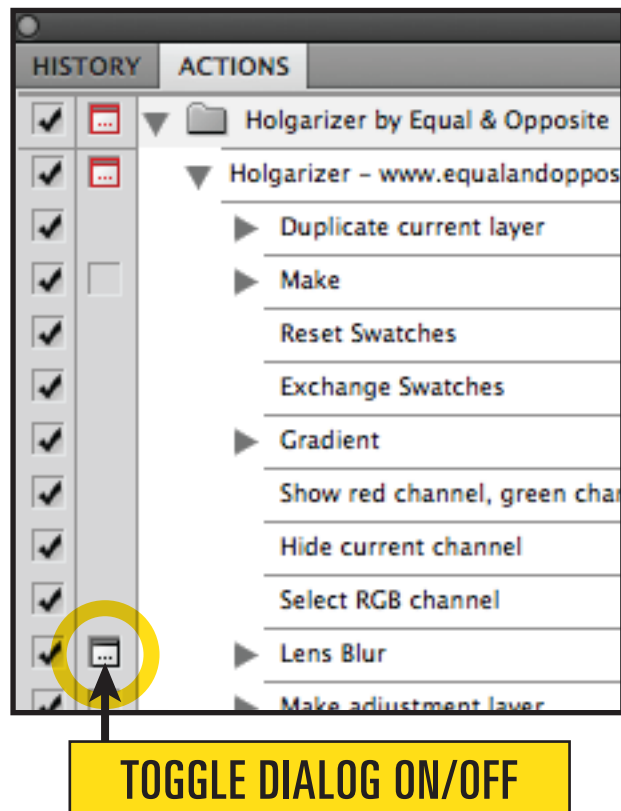 HISTORY ACTIONS
Holgarizer by Equal & Opposite
Holgarizer – www.equalandoppos
Duplicate current layer
Make
Reset Swatches
Exchange Swatches
Gradient
Show red channel, green cha
Hide current channel
Select RGB channel
Lens Blur
Make adjustment layer
TOGGLE DIALOG ON/OFF